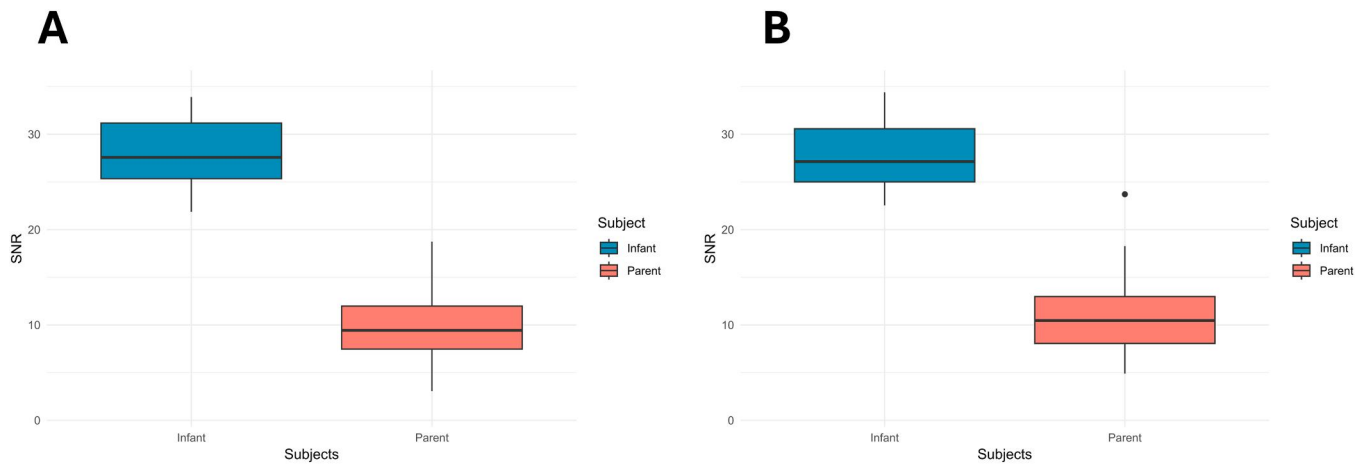 A
30
20
10
0
SNR
Infant
Parent
Subjects
Subject
Infant
Parent
B
30
20
10
0
SNR
Infant
Parent
Subjects
Subject
Infant
Parent